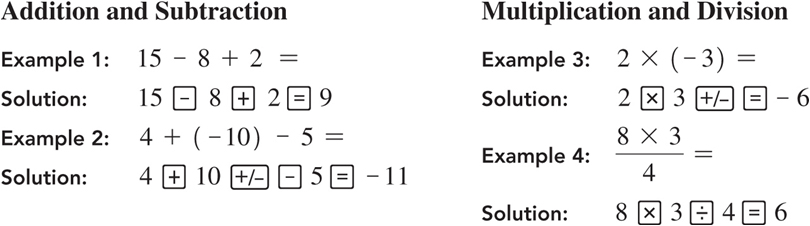 Addition and Subtraction
Example 1: 15 − 8 + 2 =
Solution: 15 − 8 + 2 = 9
Example 2: 4 + (−10) − 5 =
Solution: 4 + 10 +/− − 5 = −11
Multiplication and Division
Example 3: 2 × (−3) =
Solution: 2 × 3 +/− = − 6
Example 4: 8 × 3
4 =
Solution: 8 × 3 ÷ 4 = 6